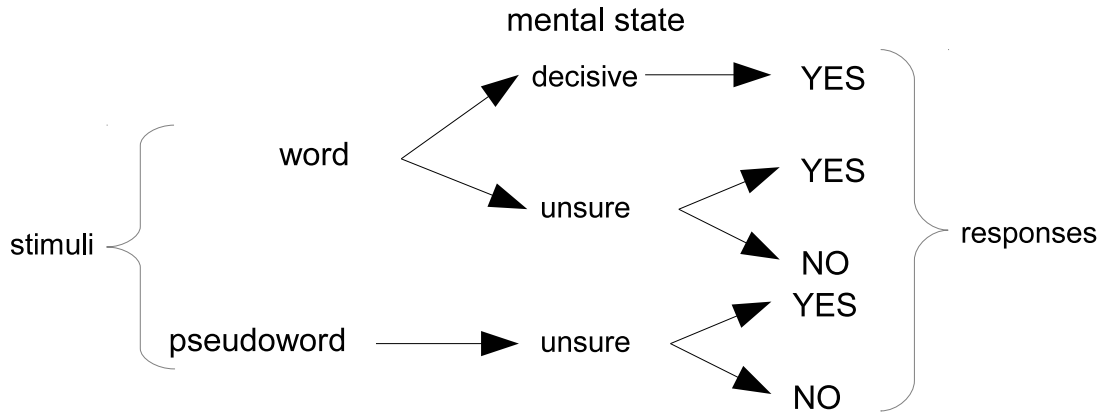 mental state
decisive
YES
word
YES
unsure
stimuli
responses
NO
YES
pseudoword
unsure
NO